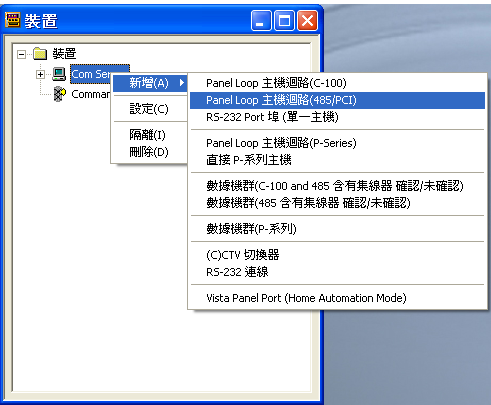 裝置
裝置
Com Se
Comman
新增(A)
設定(C)
隔離(I)
刪除(D)
Panel Loop 主機迴路(C-100)
Panel Loop 主機迴路(485/PCI)
RS-232 Port 埠 (單一主機)
Panel Loop 主機迴路(P-Series)
直接 P-系列主機
數據機群(C-100 and 485 含有集線器 確認/未確認)
數據機群(485 含有集線器 確認/未確認)
數據機群(P-系列)
(C)CTV 切換器
RS-232 連線
Vista Panel Port (Home Automation Mode)